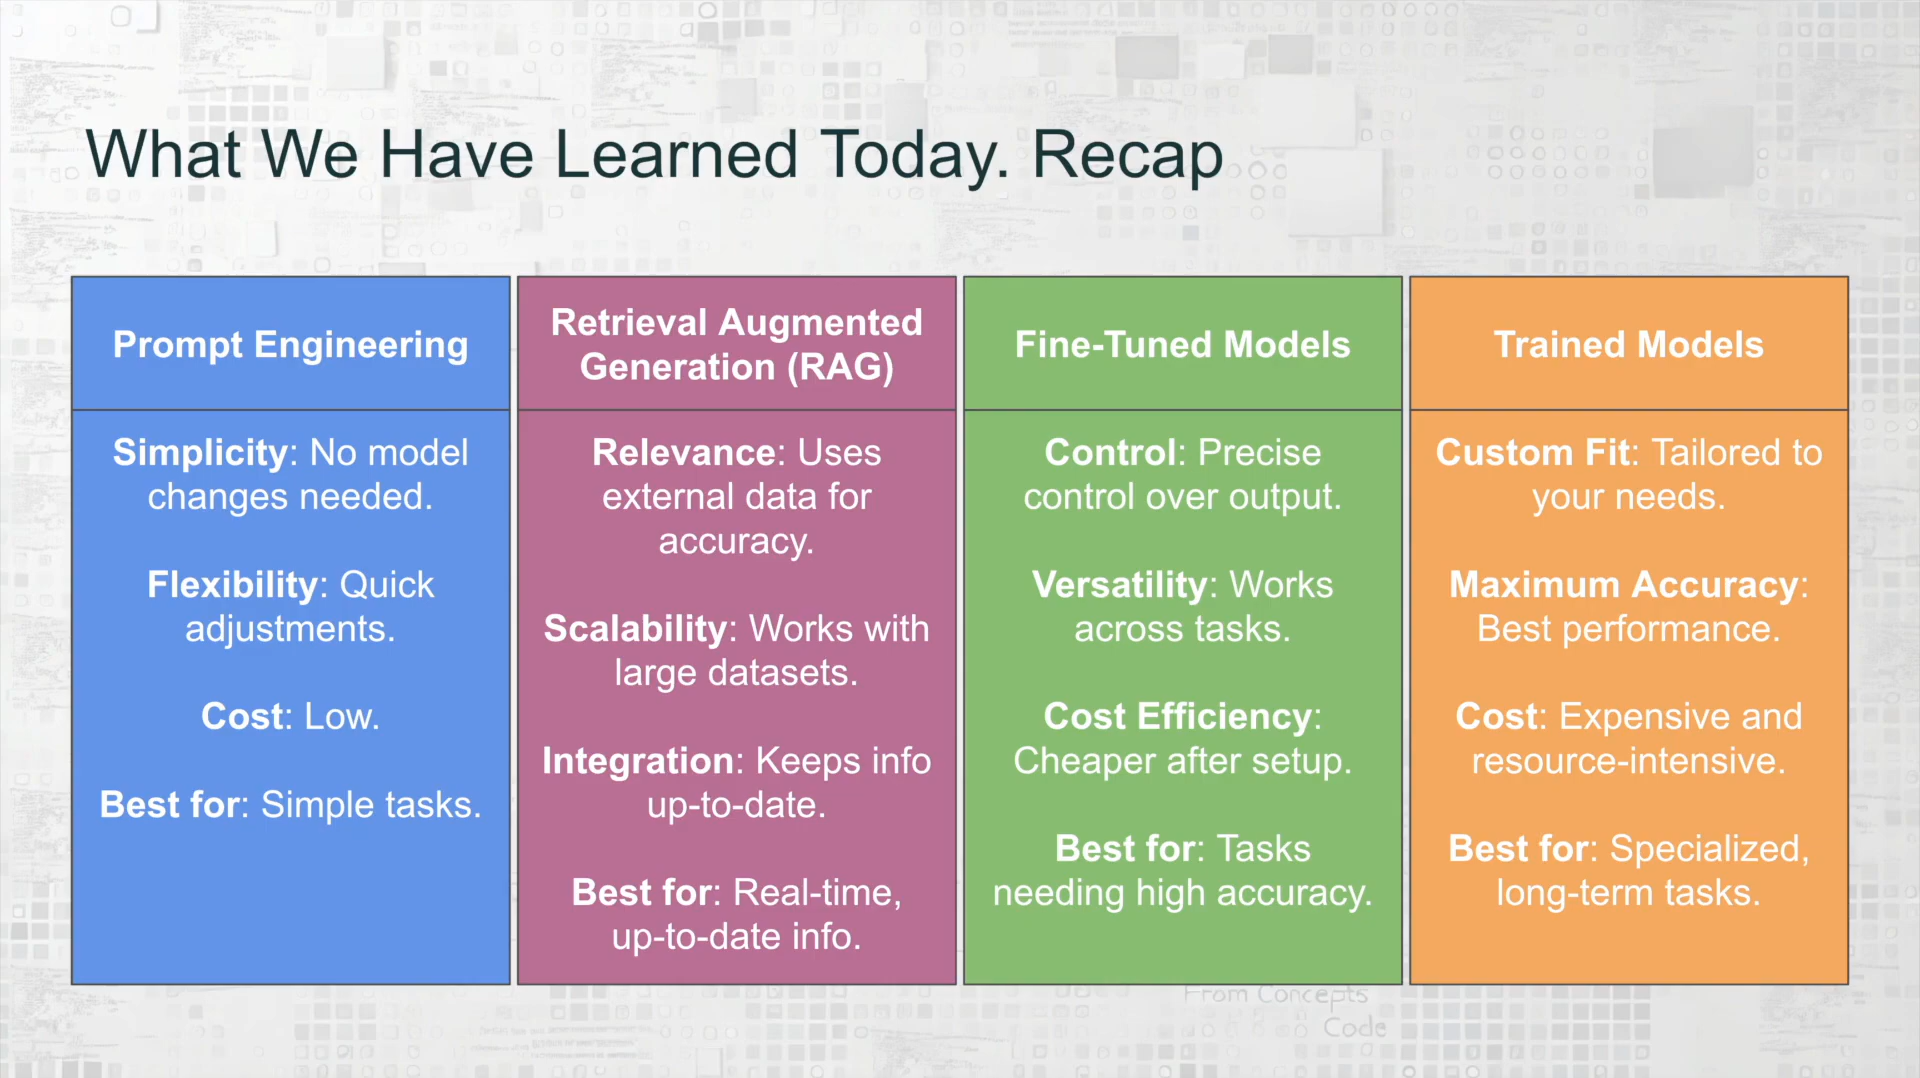 What We Have Learned Today. Recap
Prompt Engineering
Simplicity: No model
changes needed.
Flexibility: Quick
adjustments.
Cost: Low.
Best for: Simple tasks.
Retrieval Augmented
Generation (RAG)
Relevance: Uses
external data for
accuracy.
Scalability: Works with
large datasets.
Integration: Keeps info
up-to-date.
Best for: Real-time,
up-to-date info.
Fine-Tuned Models
Control: Precise
control over output.
Versatility: Works
across tasks.
Cost Efficiency:
Cheaper after setup.
Best for: Tasks
needing high accuracy.
Trained Models
Custom Fit: Tailored to
your needs.
Maximum Accuracy:
Best performance.
Cost: Expensive and
resource-intensive.
Best for: Specialized,
long-term tasks.
From Concepts
Code